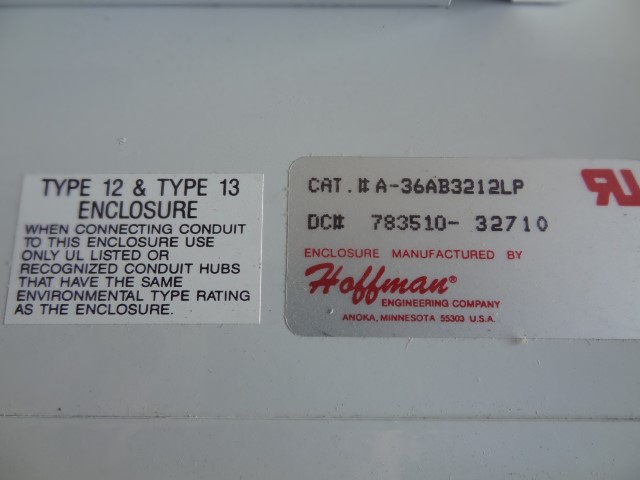 TYPE 12 & TYPE 13
ENCLOSURE
WHEN CONNECTING CONDUIT
TO THIS ENCLOSURE USE
ONLY UL LISTED OR
RECOGNIZED CONDUIT HUBS
THAT HAVE THE SAME
ENVIRONMENTAL TYPE RATING
AS THE ENCLOSURE.
CAT.# A-36AB3212LP
DC# 783510- 32710
ENCLOSURE MANUFACTURED BY
Hoffman®
ENGINEERING COMPANY
ANOKA, MINNESOTA 55303 U.S.A.